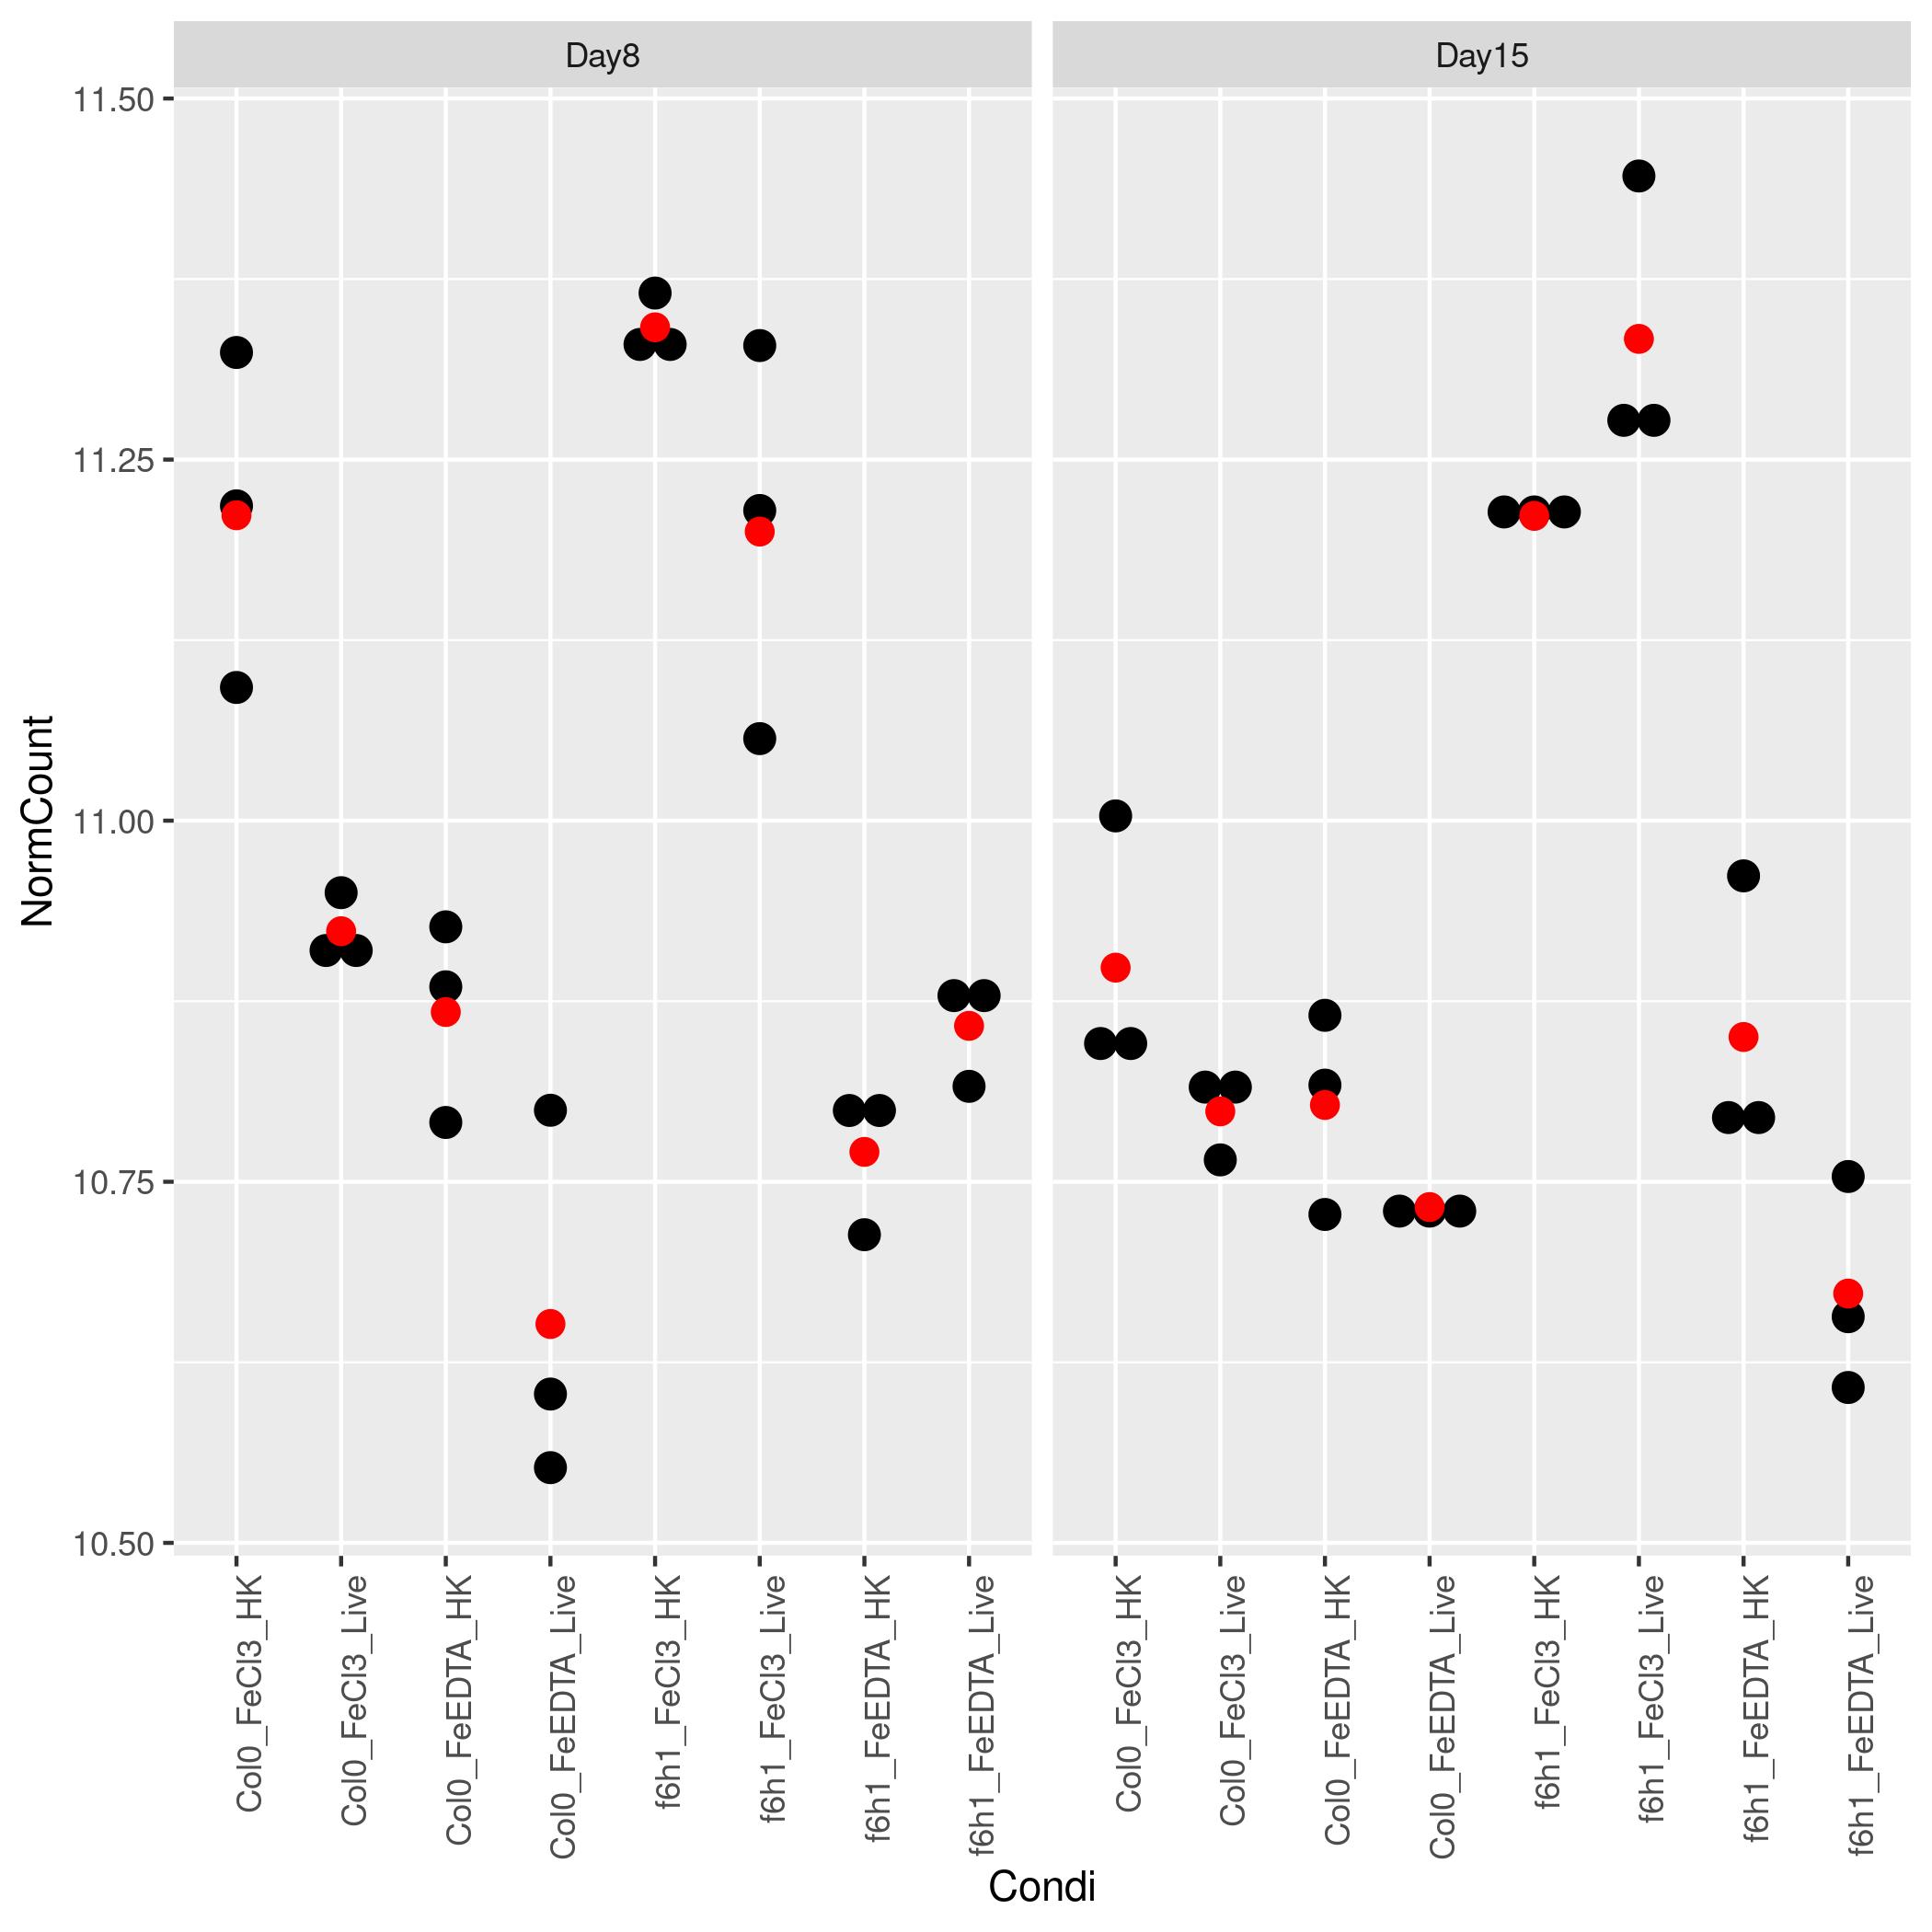 Day8
Day15
11.50
11.25
11.00
10.75
10.50
NormCount
Col0_FeCl3_HK
Col0_FeCl3_Live
Col0_FeEDTA_HK
Col0_FeEDTA_Live
f6h1_FeCl3_HK
f6h1_FeCl3_Live
f6h1_FeEDTA_HK
f6h1_FeEDTA_Live
Col0_FeCl3_HK
Col0_FeCl3_Live
Col0_FeEDTA_HK
Col0_FeEDTA_Live
f6h1_FeCl3_HK
f6h1_FeCl3_Live
f6h1_FeEDTA_HK
f6h1_FeEDTA_Live
Condi